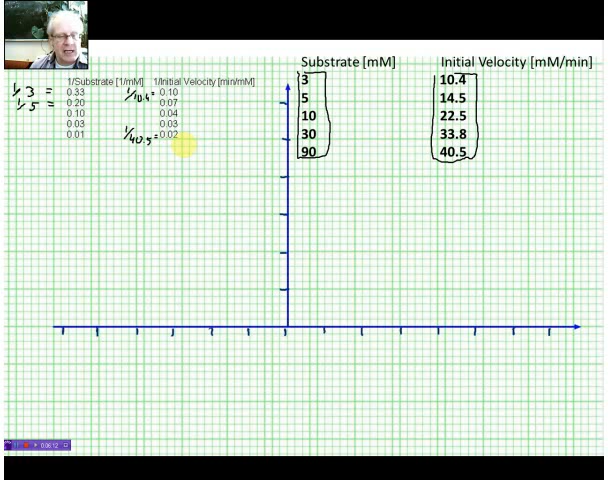 Substrate [mM] Initial Velocity [mM/min]
3 10.4
5 14.5
10 22.5
30 33.8
90 40.5
1/Substrate [1/mM] 1/Initial Velocity [min/mM]
1/3 = 0.33 1/10.4 = 0.10
1/5 = 0.20 0.07
0.10 0.04
0.03 0.03
0.01 1/40.5 = 0.02
0:06:12